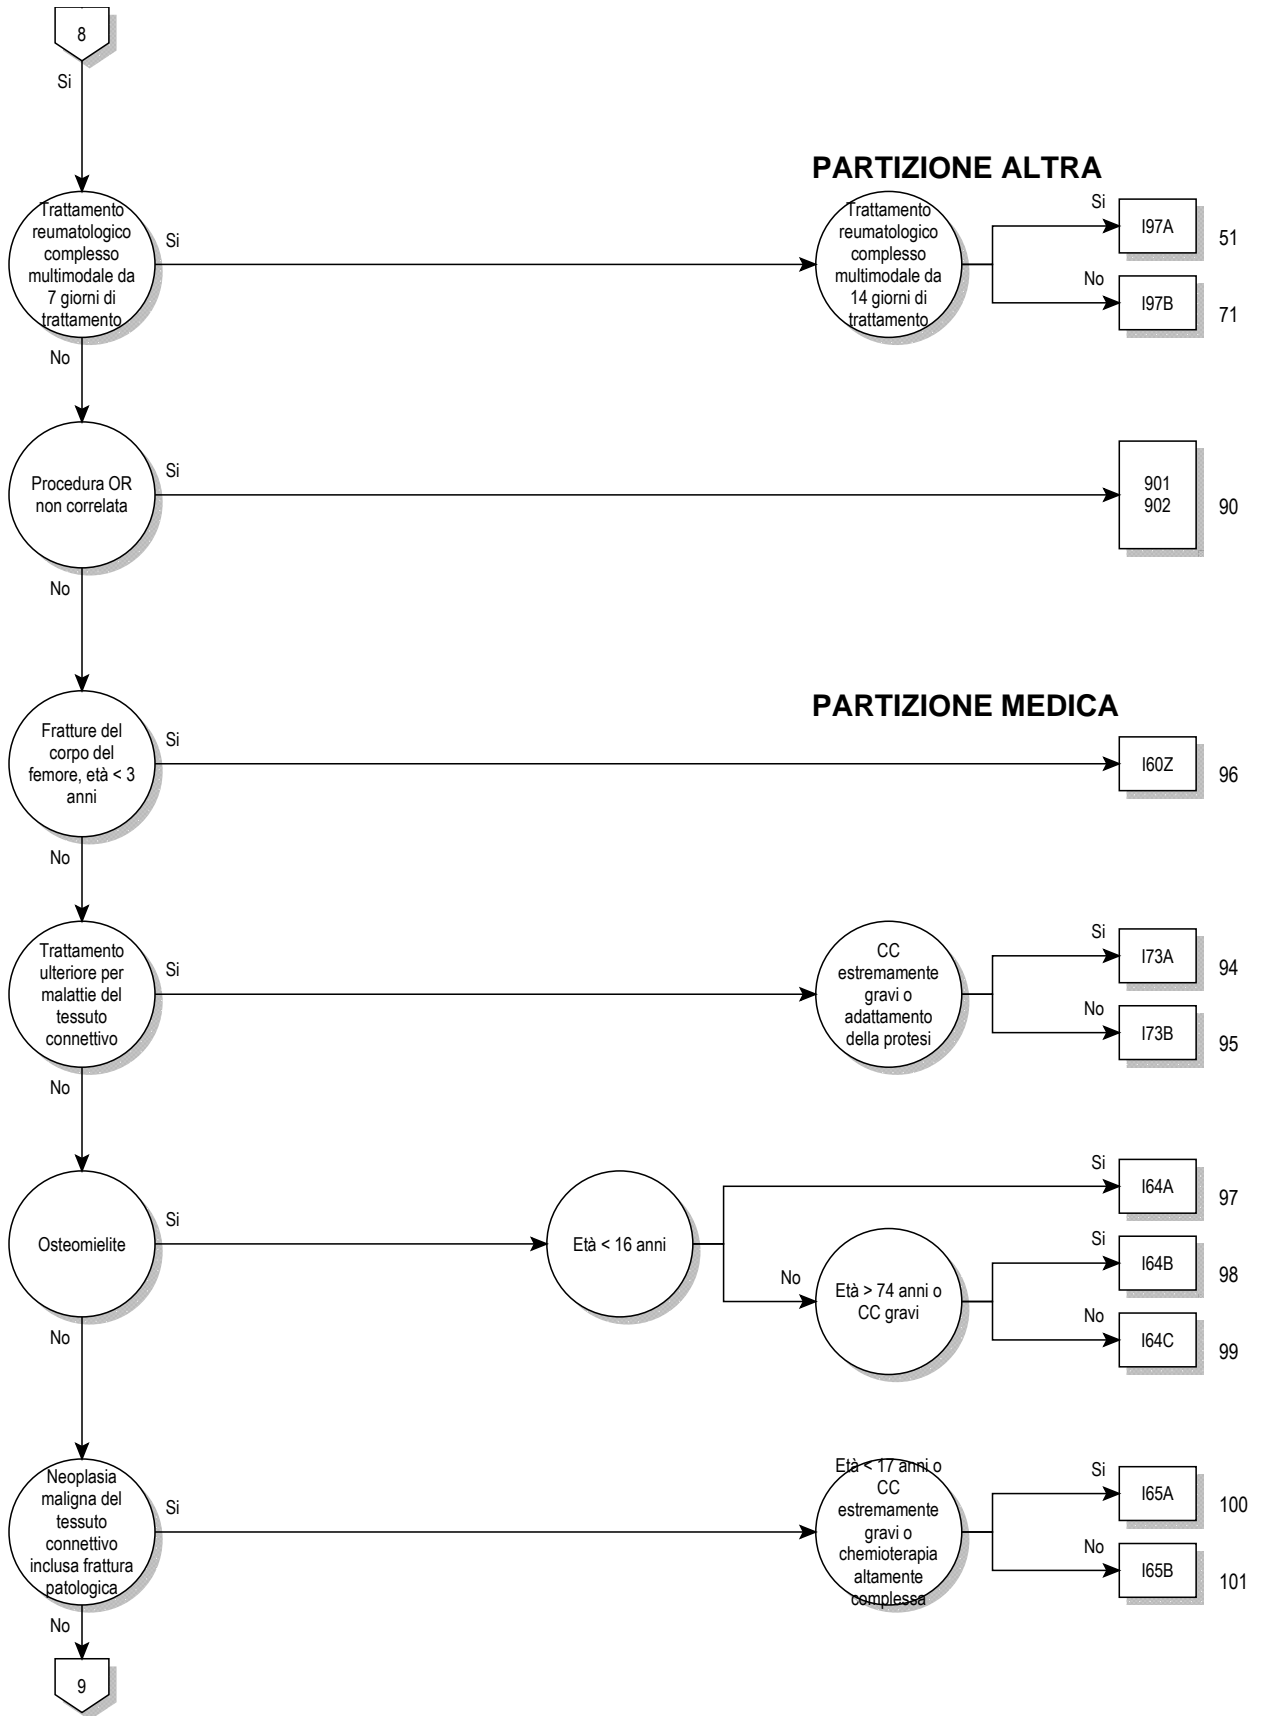 8
Si
PARTIZIONE ALTRA
Trattamento
reumatologico
complesso
multimodale da
7 giorni di
trattamento
Si
Trattamento
reumatologico
complesso
multimodale da
14 giorni di
trattamento
Si
I97A
51
No
I97B
71
No
Procedura OR
non correlata
Si
901
902
90
No
PARTIZIONE MEDICA
Fratture del
corpo del
femore, età < 3
anni
Si
I60Z
96
No
Trattamento
ulteriore per
malattie del
tessuto
connettivo
Si
CC
estremamente
gravi o
adattamento
della protesi
Si
I73A
94
No
I73B
95
No
Osteomielite
Si
Età < 16 anni
Si
I64A
97
No
Età > 74 anni o
CC gravi
Si
I64B
98
No
I64C
99
No
Neoplasia
maligna del
tessuto
connettivo
inclusa frattura
patologica
Si
Età < 17 anni o
CC
estremamente
gravi o
chemioterapia
altamente
complessa
Si
I65A
100
No
I65B
101
No
9